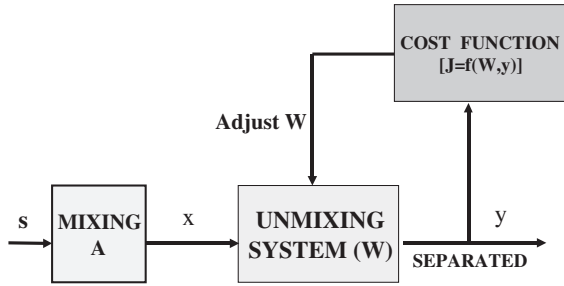 COST FUNCTION
[J=f(W,y)]
Adjust W
s
MIXING
A
x
UNMIXING
SYSTEM (W)
y
SEPARATED